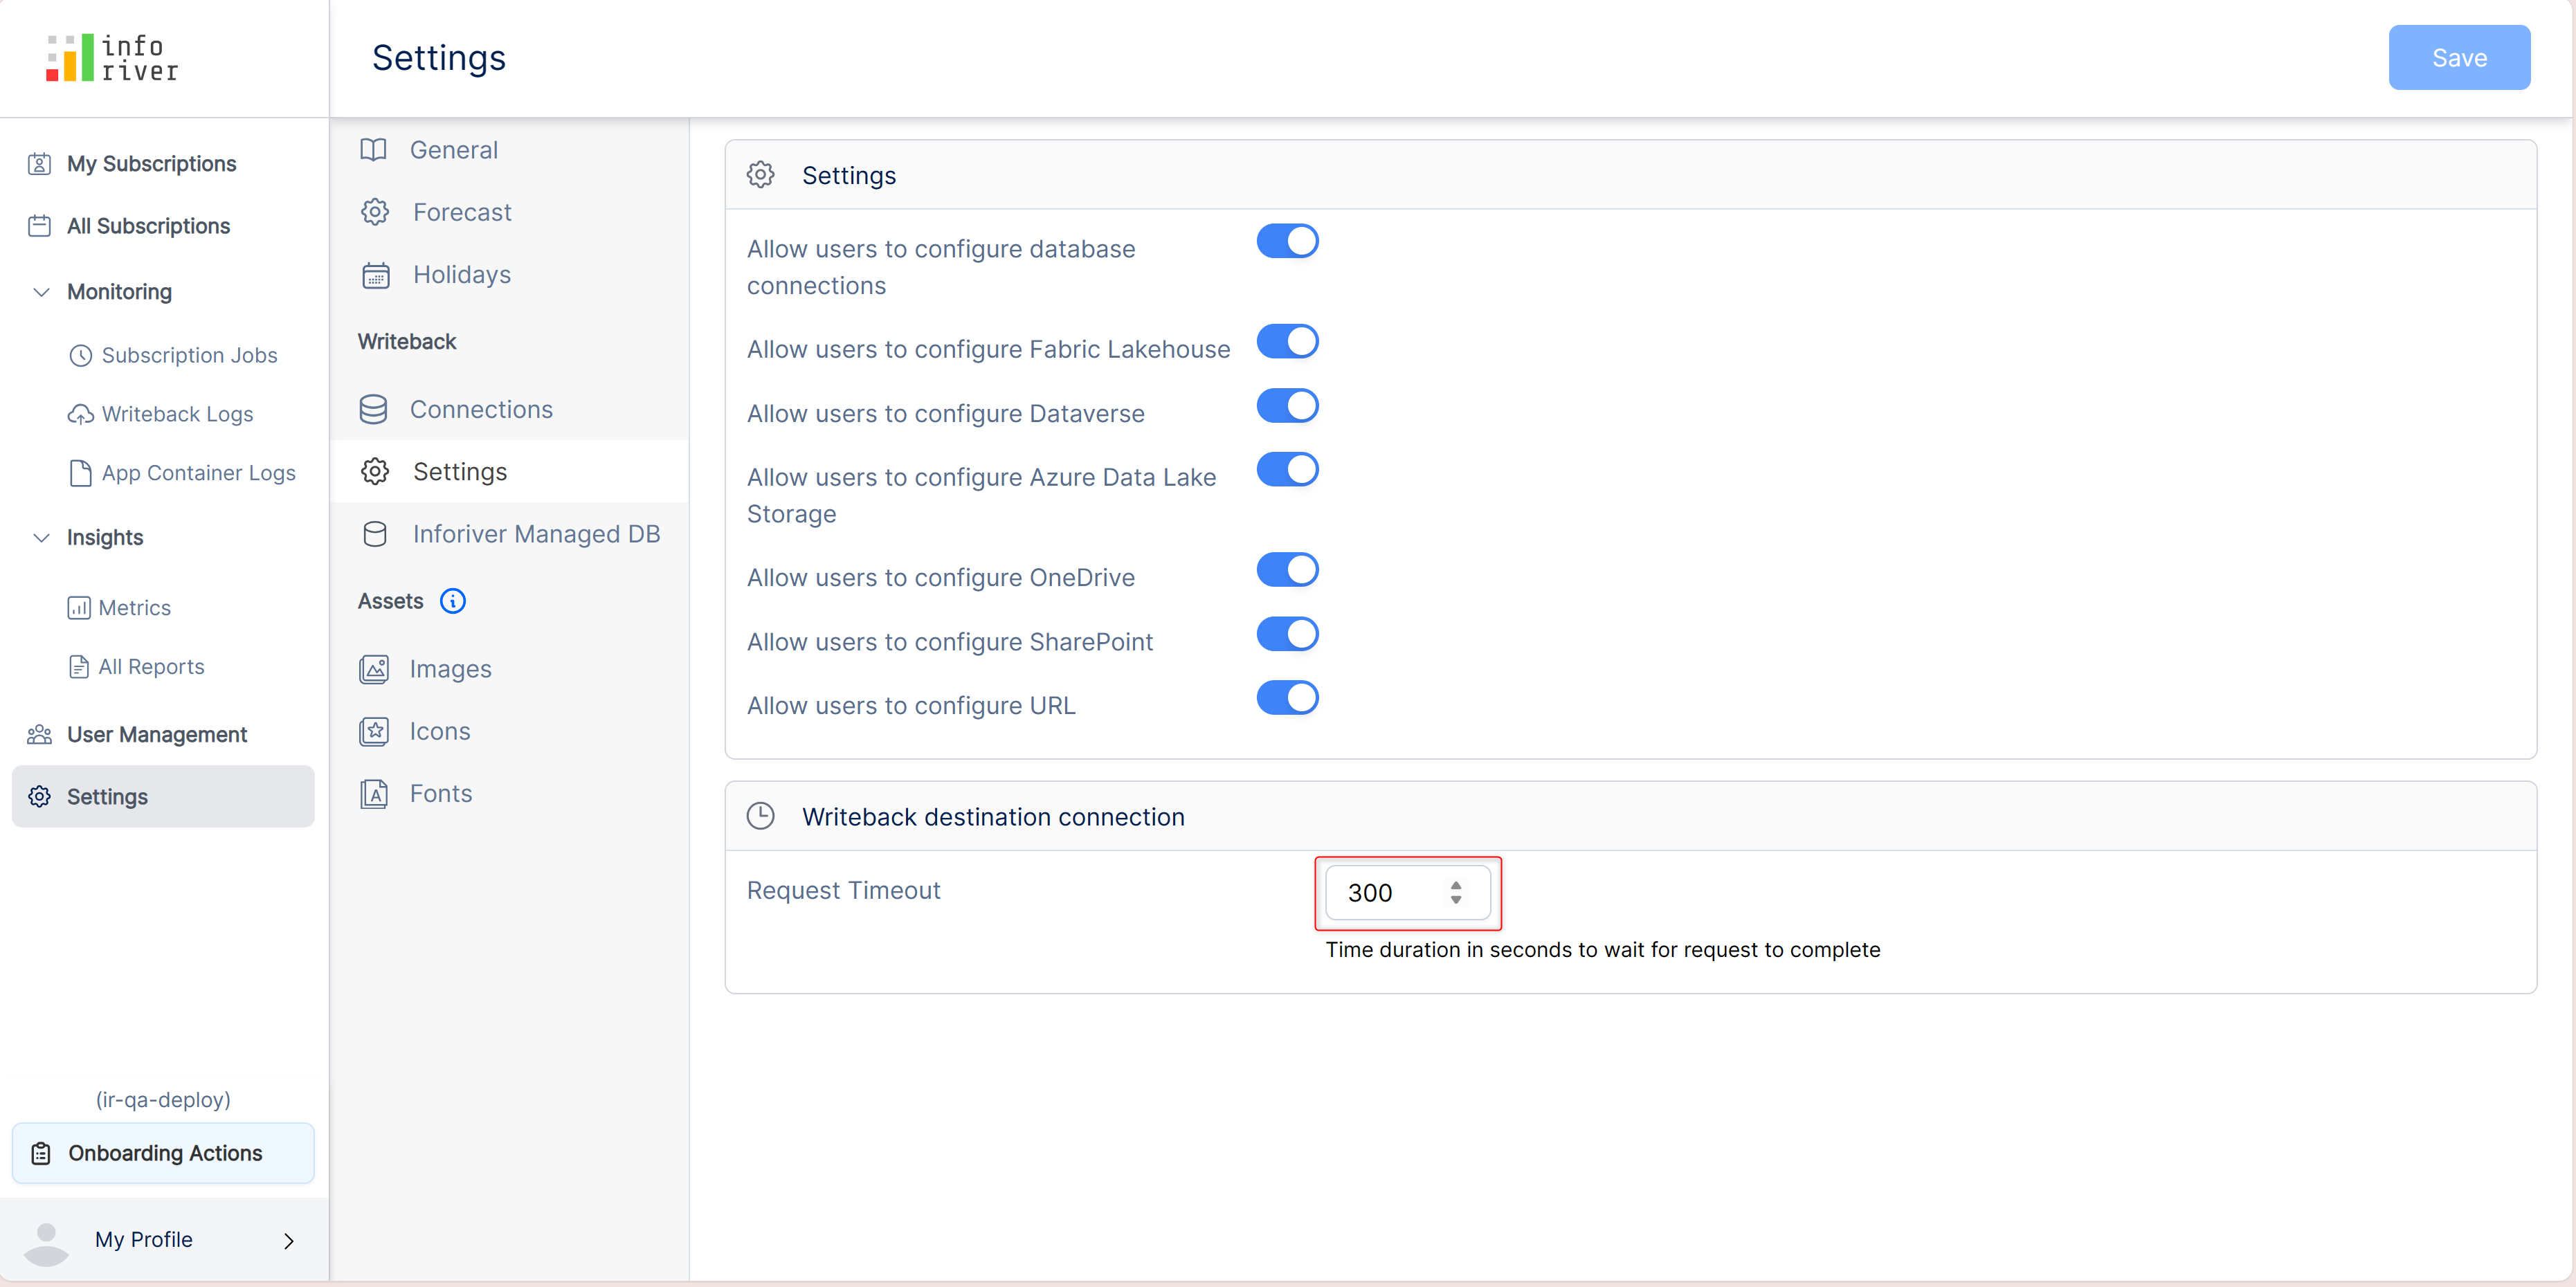 info
river
Settings
Save
My Subscriptions
All Subscriptions
Monitoring
Subscription Jobs
Writeback Logs
App Container Logs
Insights
Metrics
All Reports
User Management
Settings
(ir-qa-deploy)
Onboarding Actions
My Profile
General
Forecast
Holidays
Writeback
Connections
Settings
Inforiver Managed DB
Assets
Images
Icons
Fonts
Settings
Allow users to configure database
connections
Allow users to configure Fabric Lakehouse
Allow users to configure Dataverse
Allow users to configure Azure Data Lake
Storage
Allow users to configure OneDrive
Allow users to configure SharePoint
Allow users to configure URL
Writeback destination connection
Request Timeout
300
Time duration in seconds to wait for request to complete